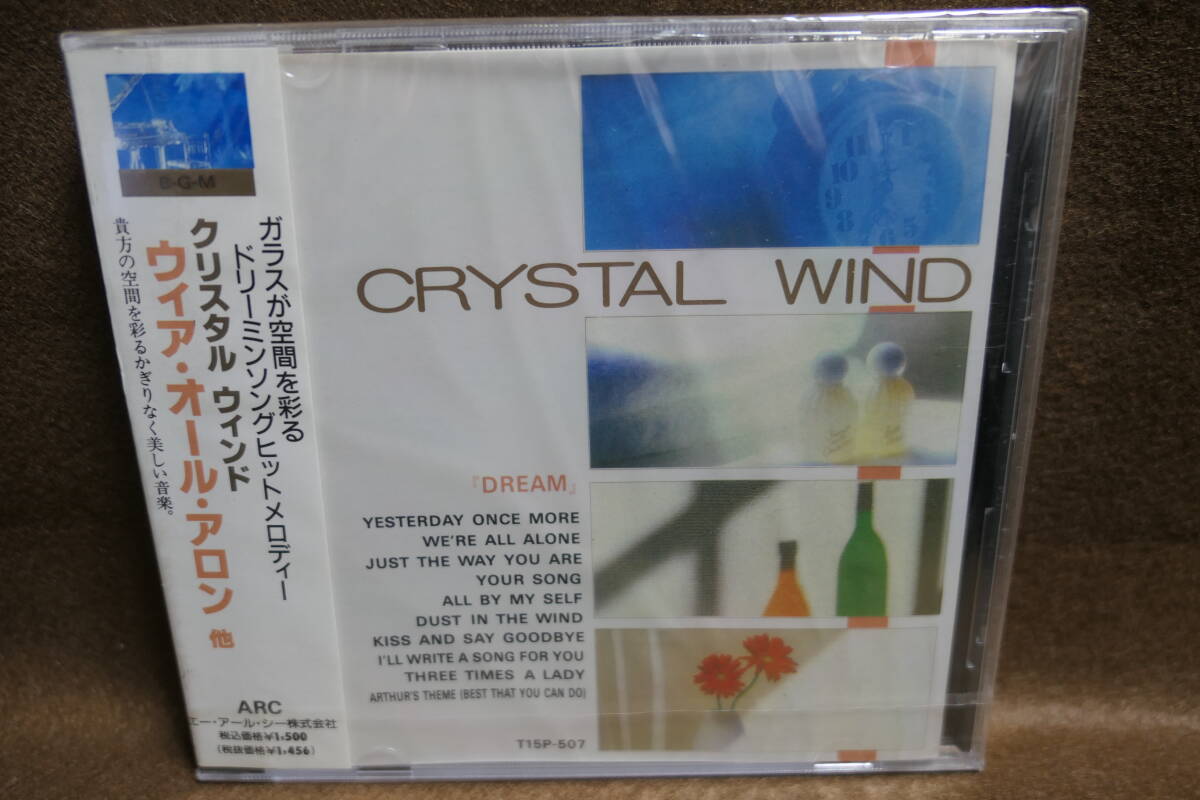 B·G·M
ガラスが空間を彩る
ドリーミンソングヒットメロディー
クリスタル ウィンド
ウィア・オール・アロン 他
貴方の空間を彩るかぎりなく美しい音楽。
ARC
エー・アール・シー株式会社
税込価格¥1,500
(税抜価格¥1,456)
CRYSTAL WIND
『DREAM』
YESTERDAY ONCE MORE
WE'RE ALL ALONE
JUST THE WAY YOU ARE
YOUR SONG
ALL BY MY SELF
DUST IN THE WIND
KISS AND SAY GOODBYE
I'LL WRITE A SONG FOR YOU
THREE TIMES A LADY
ARTHUR'S THEME (BEST THAT YOU CAN DO)
T15P-507